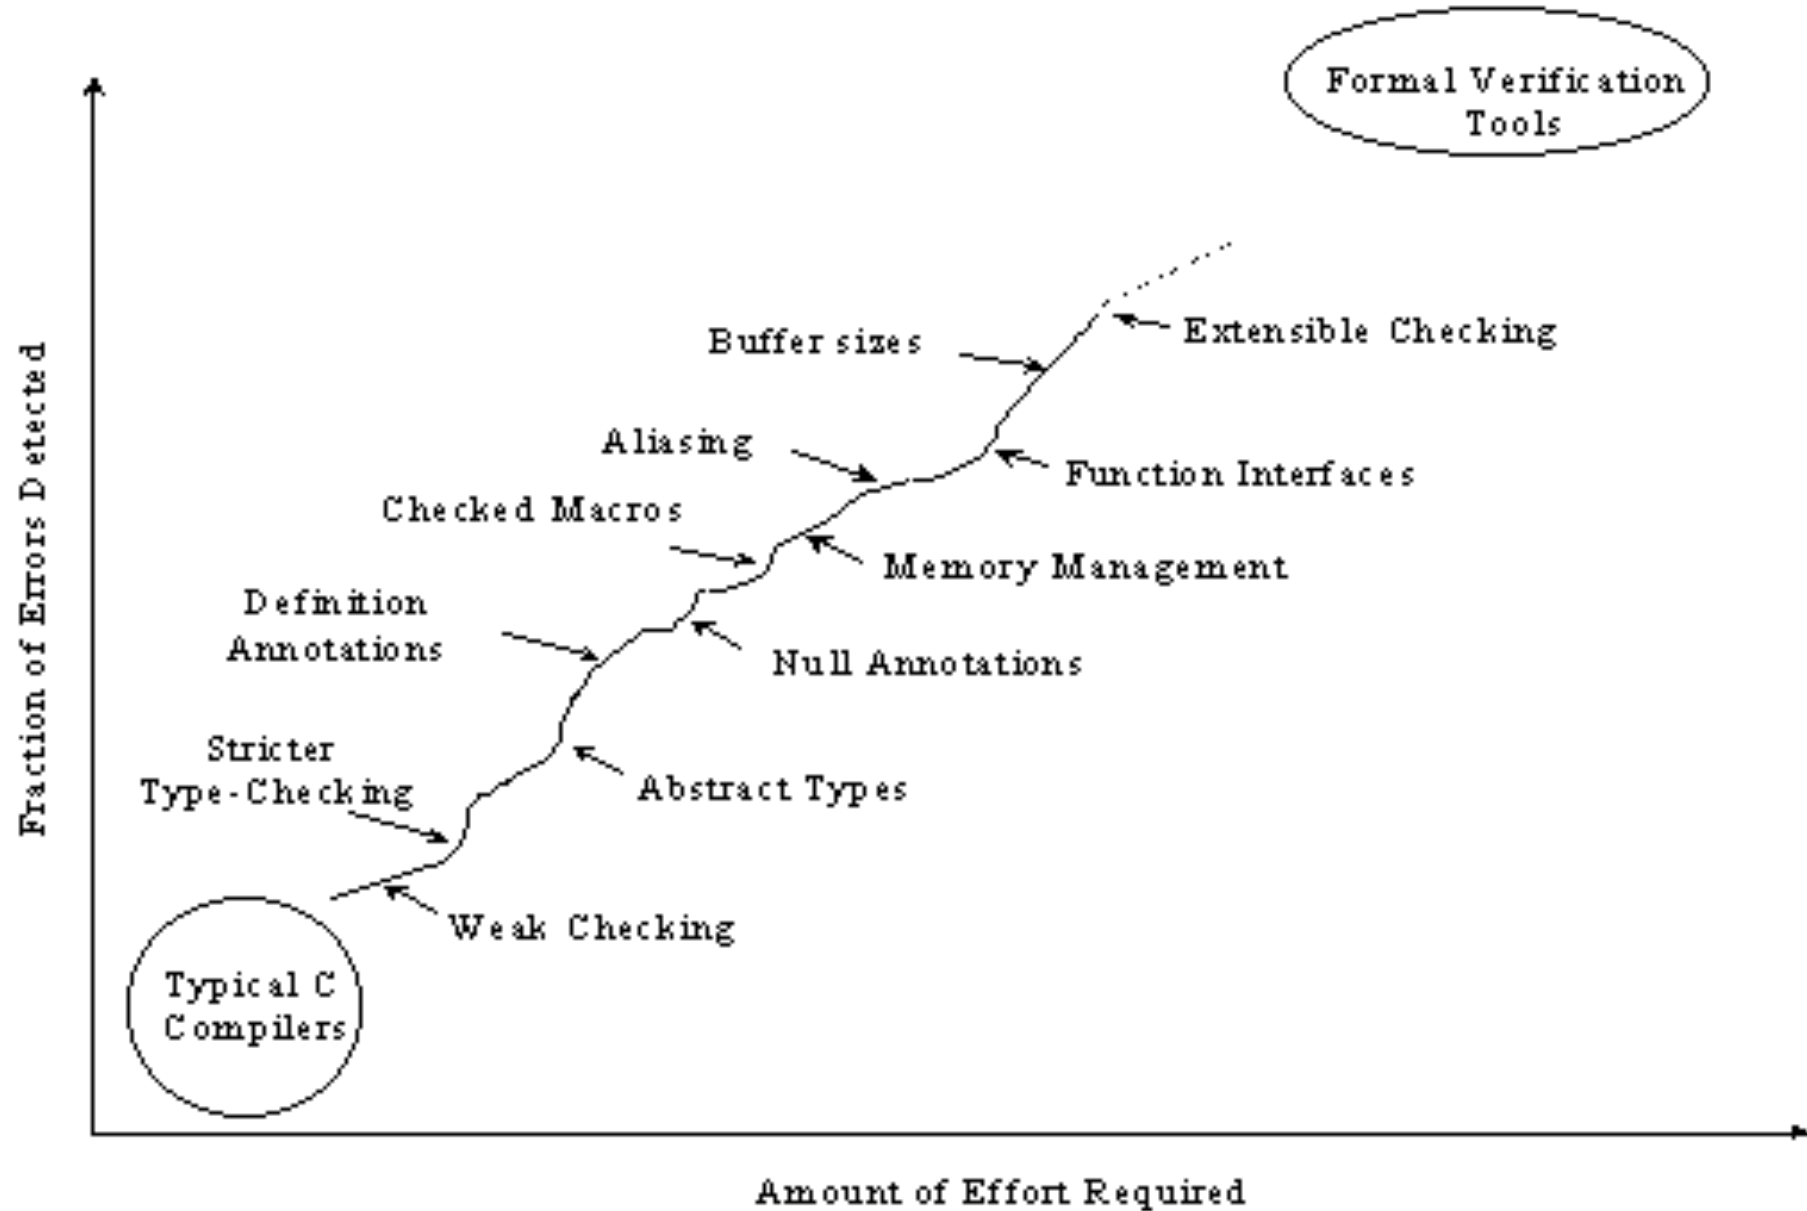 Formal Verification
Tools
Extensible Checking
Buffer sizes
Aliasing
Function Interfaces
Checked Macros
Memory Management
Definition
Annotations
Null Annotations
Stricter
Type-Checking
Abstract Types
Weak Checking
Typical C
Compilers
Fraction of Errors Detected
Amount of Effort Required